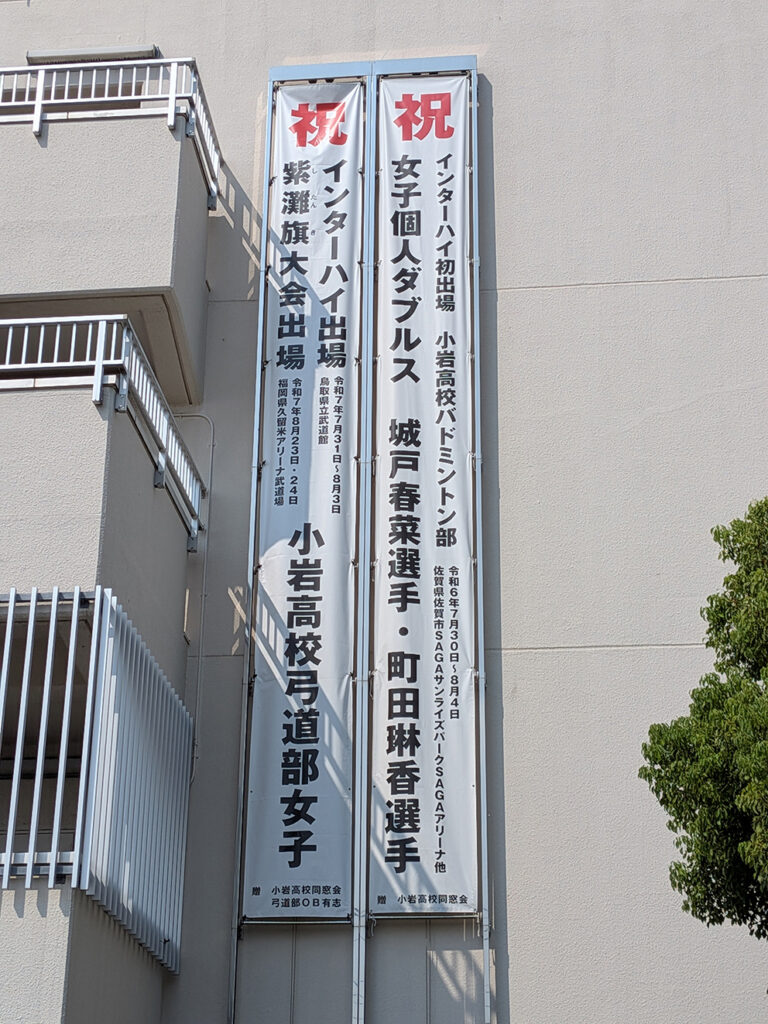 祝
インターハイ初出場　小岩高校バドミントン部
令和6年7月30日～8月4日
佐賀県佐賀市SAGAサンライズパークSAGAアリーナ他
女子個人ダブルス　城戸春菜選手・町田琳香選手
贈　小岩高校同窓会
祝
インターハイ出場
令和7年7月31日～8月3日
鳥取県立武道館
し たん き
紫灘旗大会出場
令和7年8月23日・24日
福岡県久留米アリーナ武道場
小岩高校弓道部女子
贈　小岩高校同窓会
弓道部OB有志